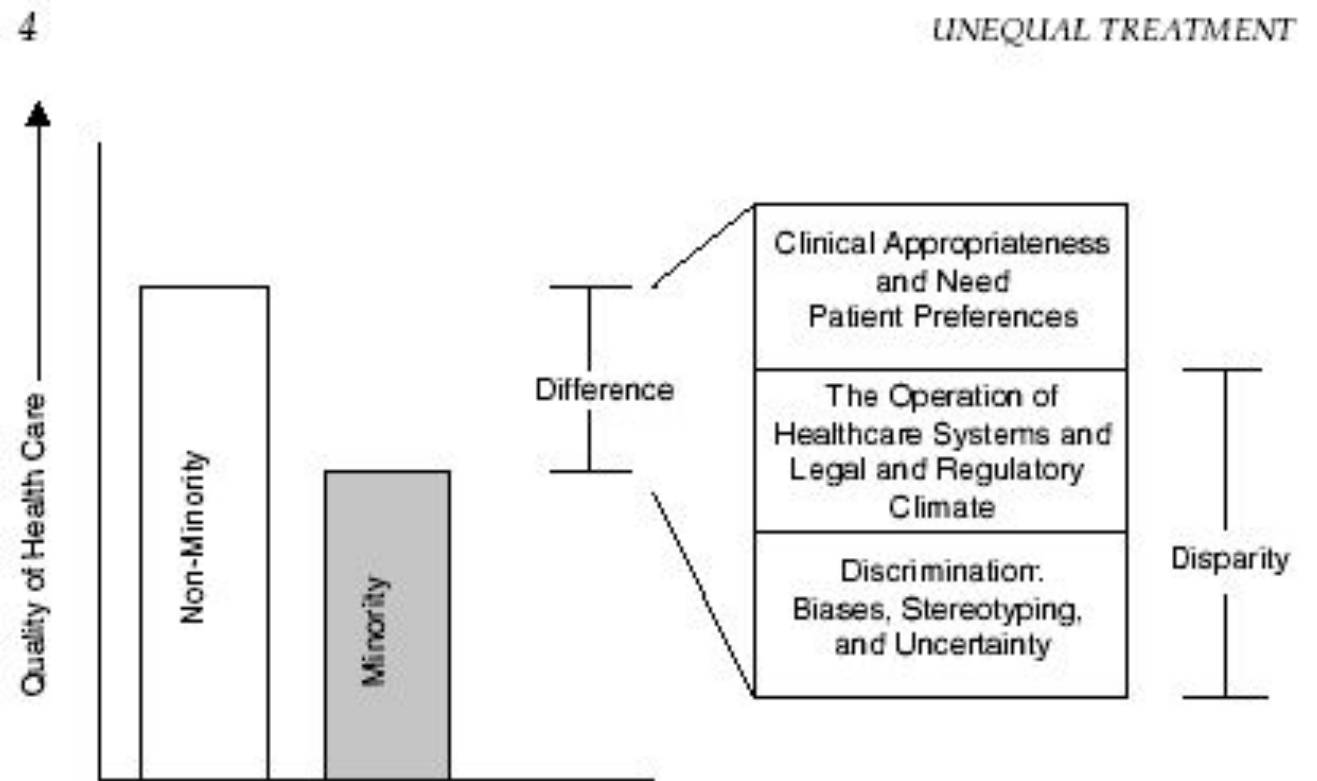 4
UNEQUAL TREATMENT
Quality of Health Care
Non-Minority
Minority
Difference
Clinical Appropriateness
and Need
Patient Preferences
The Operation of
Healthcare Systems and
Legal and Regulatory
Climate
Discrimination:
Biases, Stereotyping,
and Uncertainty
Disparity